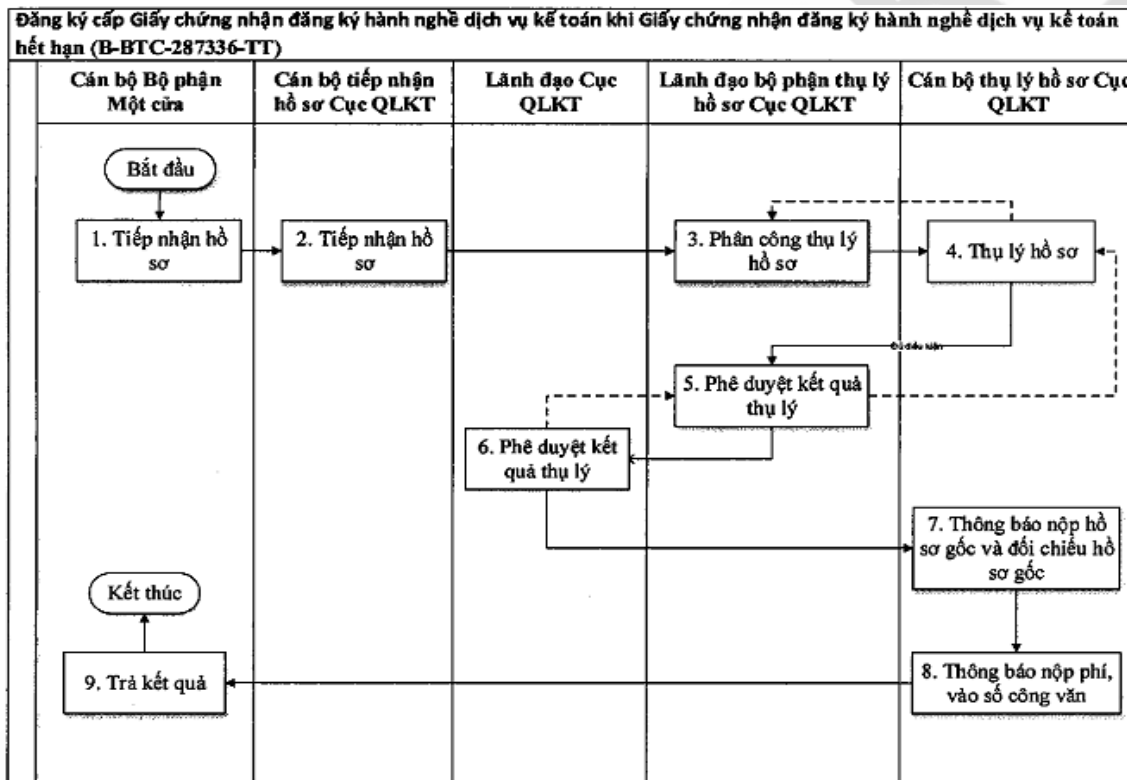 Đăng ký cấp Giấy chứng nhận đăng ký hành nghề dịch vụ kế toán khi Giấy chứng nhận đăng ký hành nghề dịch vụ kế toán
hết hạn (B-BTC-287336-TT)
Cán bộ Bộ phận
Một cửa
Cán bộ tiếp nhận
hồ sơ Cục QLKT
Lãnh đạo Cục
QLKT
Lãnh đạo bộ phận thụ lý
hồ sơ Cục QLKT
Cán bộ thụ lý hồ sơ Cục
QLKT
Bắt đầu
1. Tiếp nhận hồ
sơ
2. Tiếp nhận hồ
sơ
3. Phân công thụ lý
hồ sơ
4. Thụ lý hồ sơ
Đủ điều kiện
5. Phê duyệt kết quả
thụ lý
6. Phê duyệt kết
quả thụ lý
7. Thông báo nộp hồ
sơ gốc và đối chiếu hồ
sơ gốc
Kết thúc
9. Trả kết quả
8. Thông báo nộp phí,
vào số công văn